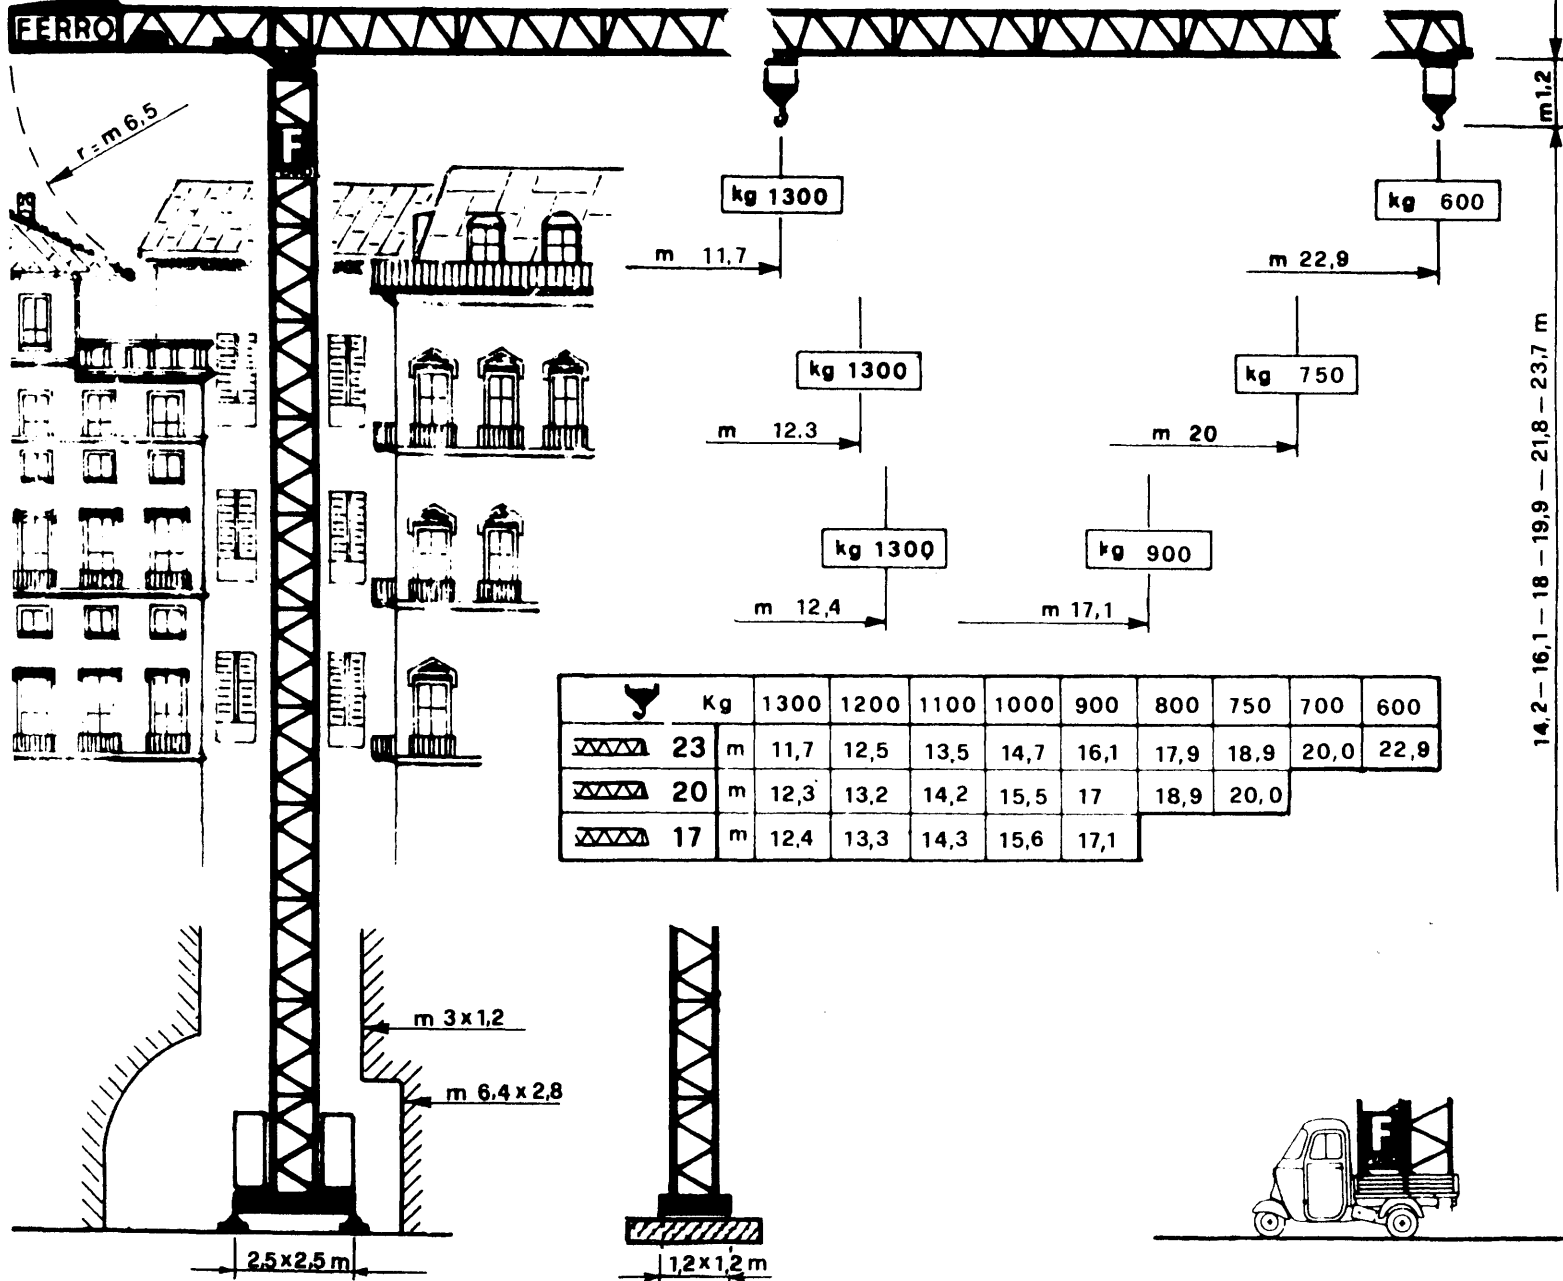 FERRO
m 1,2
r = m 6,5
F
kg 1300
kg 600
m 11,7
m 22,9
kg 1300
kg 750
m 12,3
m 20
kg 1300
kg 900
m 12,4
m 17,1
14,2 – 16,1 – 18 – 19,9 – 21,8 – 23,7 m
Kg 1300 1200 1100 1000 900 800 750 700 600
23 m 11,7 12,5 13,5 14,7 16,1 17,9 18,9 20,0 22,9
20 m 12,3 13,2 14,2 15,5 17 18,9 20,0
17 m 12,4 13,3 14,3 15,6 17,1
m 3 x 1,2
m 6,4 x 2,8
F
2,5 x 2,5 m
1,2 x 1,2 m